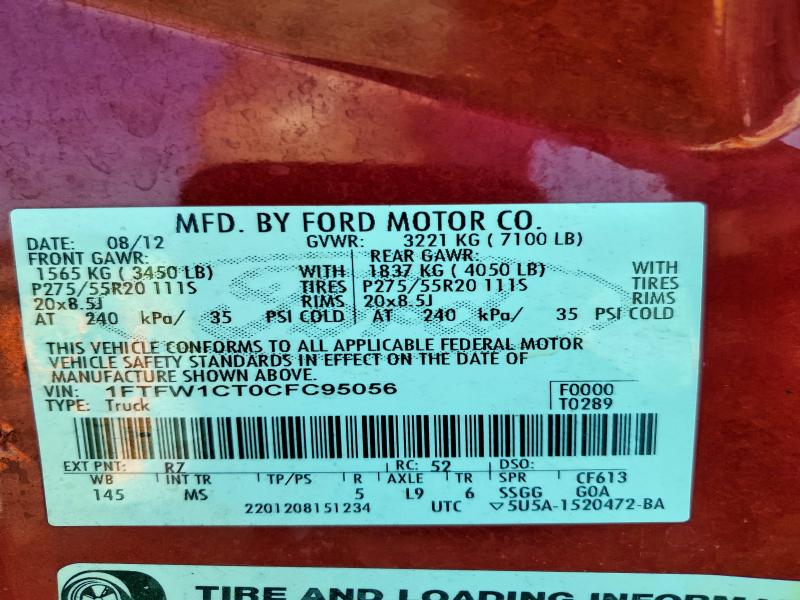 MFD. BY FORD MOTOR CO.
DATE: 08/12 GVWR: 3221 KG ( 7100 LB)
FRONT GAWR: REAR GAWR:
1565 KG ( 3450 LB) WITH 1837 KG ( 4050 LB) WITH
P275/55R20 111S TIRES P275/55R20 111S TIRES
20x8.5J RIMS 20x8.5J RIMS
AT 240 kPa/ 35 PSI COLD AT 240 kPa/ 35 PSI COLD
THIS VEHICLE CONFORMS TO ALL APPLICABLE FEDERAL MOTOR
VEHICLE SAFETY STANDARDS IN EFFECT ON THE DATE OF
MANUFACTURE SHOWN ABOVE.
VIN: 1FTFW1CT0CFC95056 F0000
TYPE: Truck T0289
EXT PNT: RZ RC: 52 DSO:
WB INT TR TP/PS R AXLE TR SPR CF613
145 MS 5 L9 6 SSGG G0A
2201208151234 UTC ▽5U5A-1520472-BA
TIRE AND LOADING INFORMA